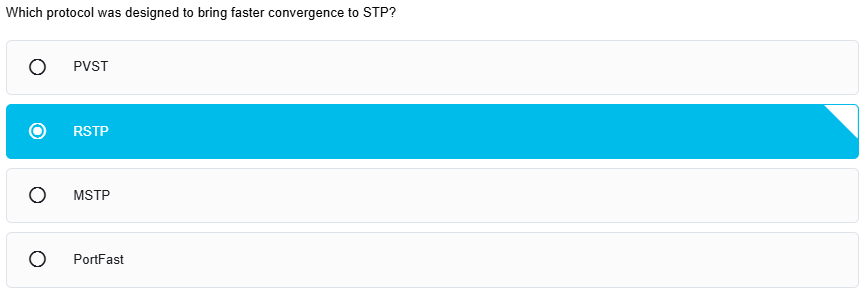 Which protocol was designed to bring faster convergence to STP?
PVST
RSTP
MSTP
PortFast